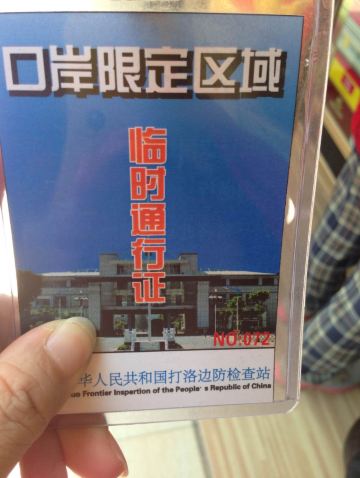 口岸限定区域
临时通行证
NO:072
华人民共和国打洛边防检查站
Frontier Inspertion of the People' s Republic of China